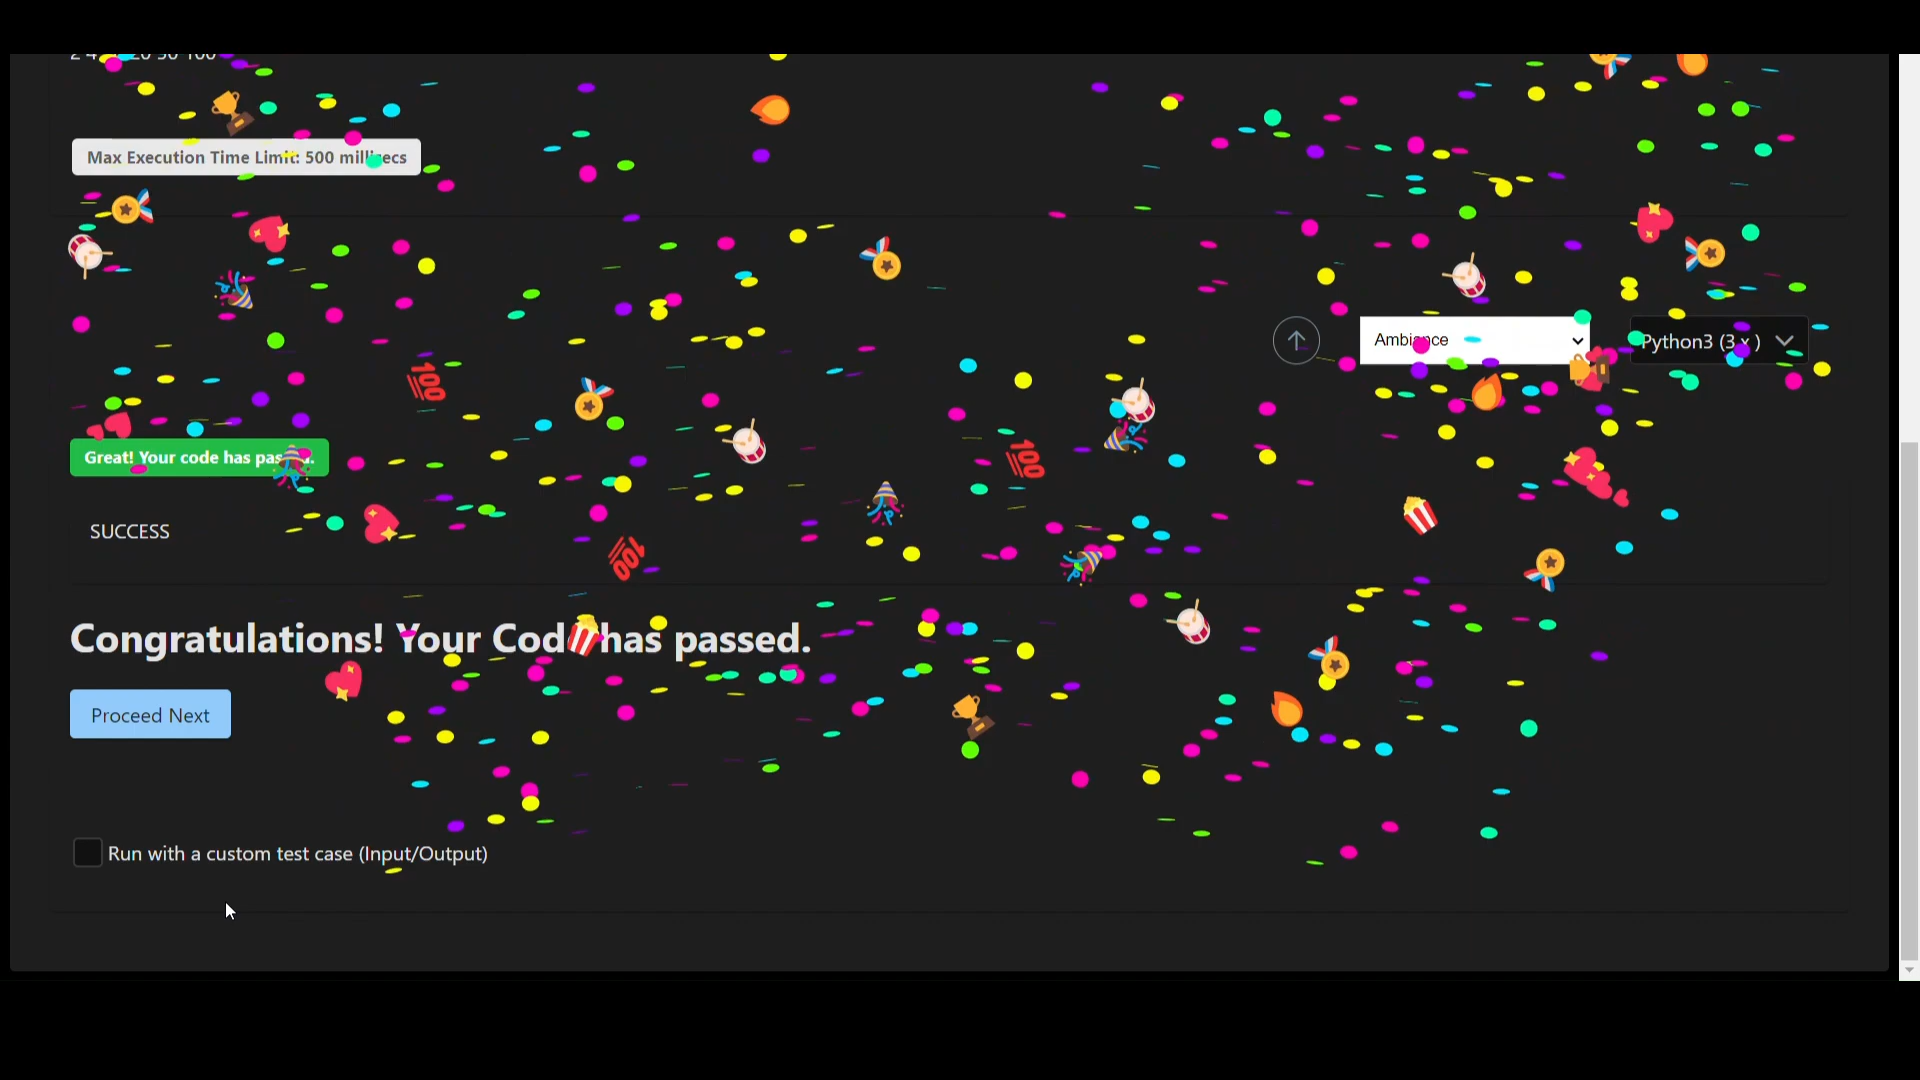 Max Execution Time Limit: 500 millisecs
Ambiance
Python3 (3.x)
Great! Your code has passed.
SUCCESS
Congratulations! Your Code has passed.
Proceed Next
Run with a custom test case (Input/Output)